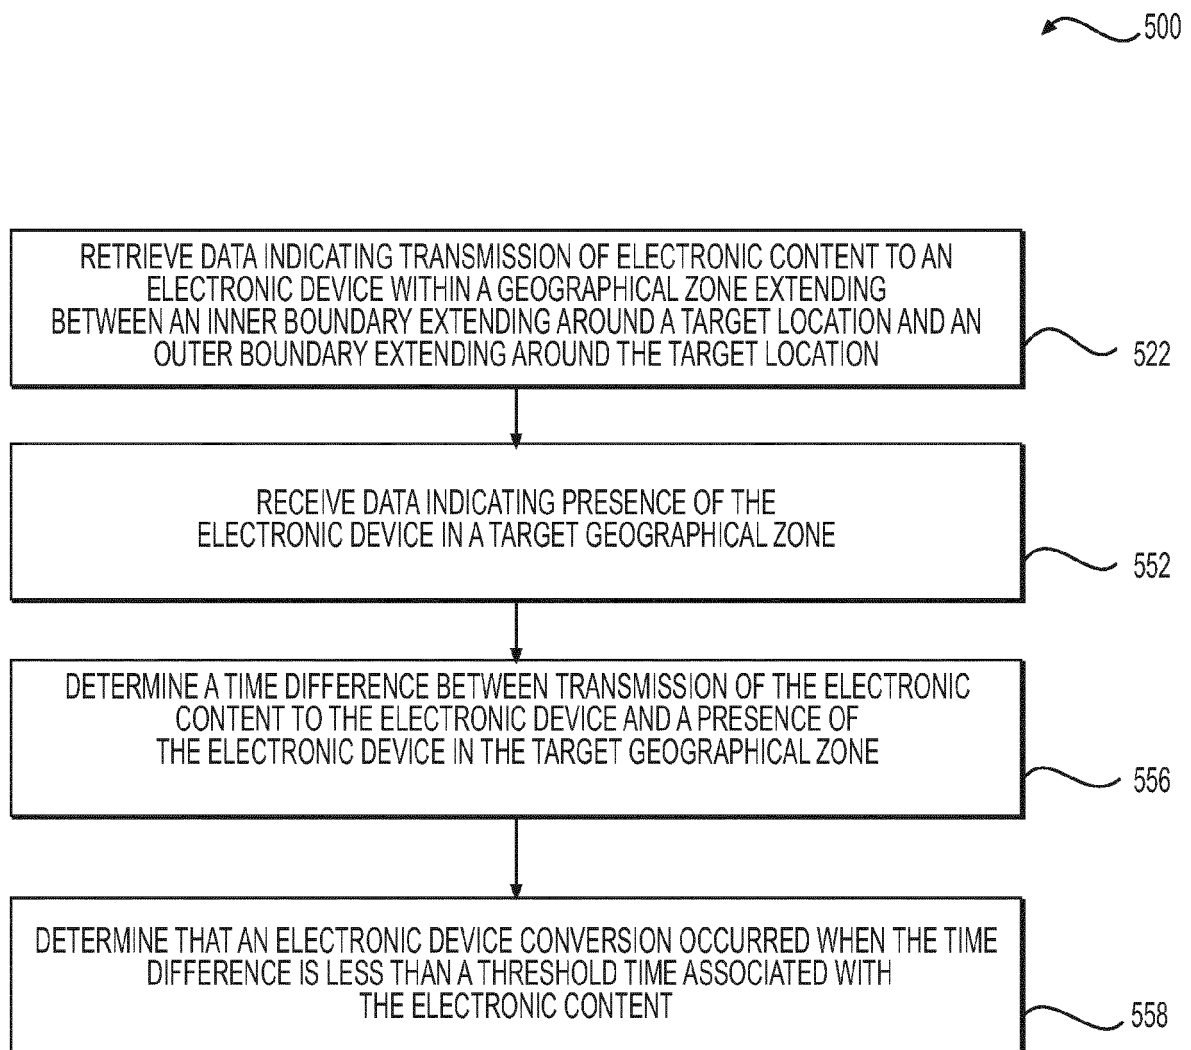 500
RETRIEVE DATA INDICATING TRANSMISSION OF ELECTRONIC CONTENT TO AN
ELECTRONIC DEVICE WITHIN A GEOGRAPHICAL ZONE EXTENDING
BETWEEN AN INNER BOUNDARY EXTENDING AROUND A TARGET LOCATION AND AN
OUTER BOUNDARY EXTENDING AROUND THE TARGET LOCATION
522
RECEIVE DATA INDICATING PRESENCE OF THE
ELECTRONIC DEVICE IN A TARGET GEOGRAPHICAL ZONE
552
DETERMINE A TIME DIFFERENCE BETWEEN TRANSMISSION OF THE ELECTRONIC
CONTENT TO THE ELECTRONIC DEVICE AND A PRESENCE OF
THE ELECTRONIC DEVICE IN THE TARGET GEOGRAPHICAL ZONE
556
DETERMINE THAT AN ELECTRONIC DEVICE CONVERSION OCCURRED WHEN THE TIME
DIFFERENCE IS LESS THAN A THRESHOLD TIME ASSOCIATED WITH
THE ELECTRONIC CONTENT
558